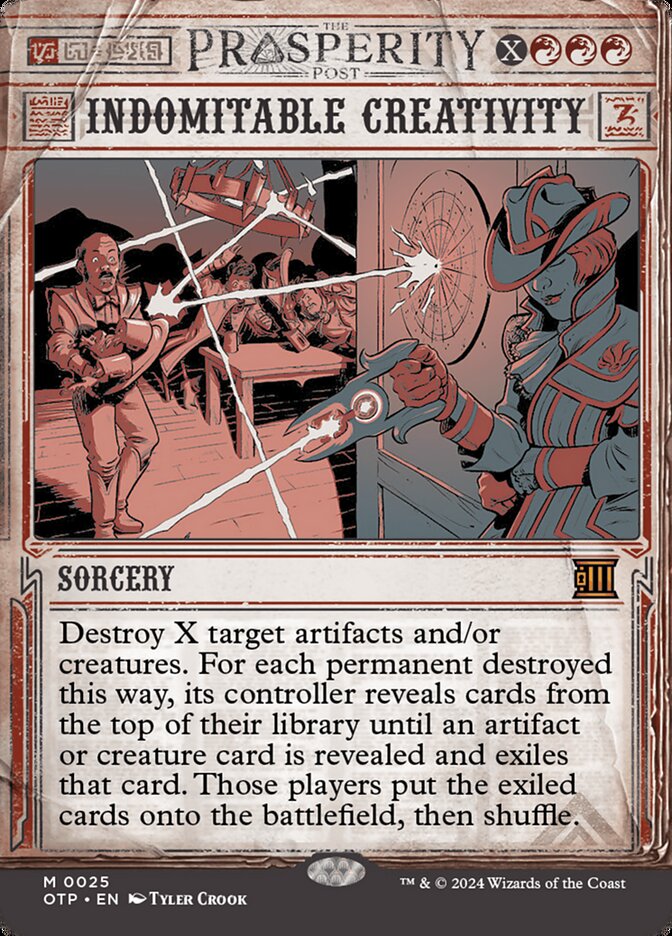 THE
PROSPERITY
POST
X
INDOMITABLE CREATIVITY
SORCERY
Destroy X target artifacts and/or
creatures. For each permanent destroyed
this way, its controller reveals cards from
the top of their library until an artifact
or creature card is revealed and exiles
that card. Those players put the exiled
cards onto the battlefield, then shuffle.
M 0025
OTP • EN TYLER CROOK
™ & © 2024 Wizards of the Coast